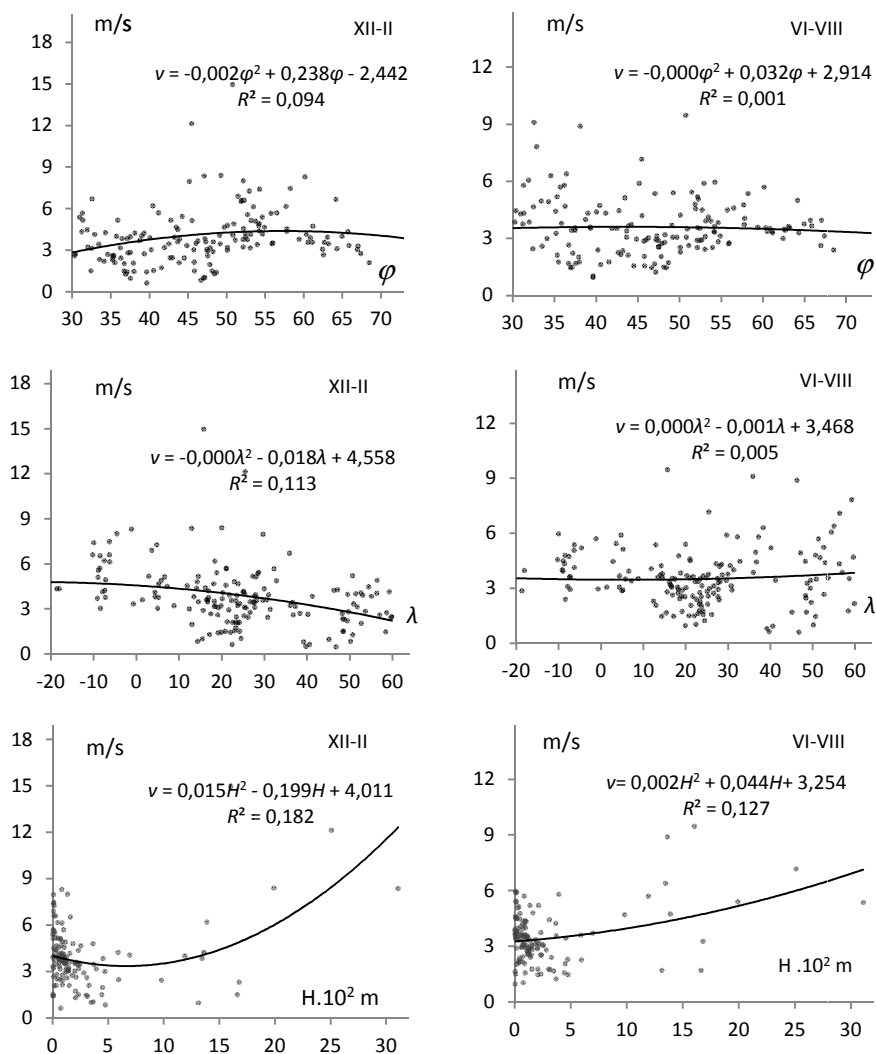 m/s XII-II
v = -0,002φ² + 0,238φ - 2,442
R² = 0,094
18
15
12
9
6
3
0
φ
30 35 40 45 50 55 60 65 70
m/s VI-VIII
v = -0,000φ² + 0,032φ + 2,914
R² = 0,001
12
9
6
3
0
φ
30 35 40 45 50 55 60 65 70
m/s XII-II
v = -0,000λ² - 0,018λ + 4,558
R² = 0,113
18
15
12
9
6
3
0
λ
-20 -10 0 10 20 30 40 50 60
m/s VI-VIII
v = 0,000λ² - 0,001λ + 3,468
R² = 0,005
12
9
6
3
0
λ
-20 -10 0 10 20 30 40 50 60
m/s XII-II
v = 0,015H² - 0,199H + 4,011
R² = 0,182
18
15
12
9
6
3
0
H.10² m
0 5 10 15 20 25 30
m/s VI-VIII
v= 0,002H² + 0,044H+ 3,254
R² = 0,127
12
9
6
3
0
H .10² m
0 5 10 15 20 25 30